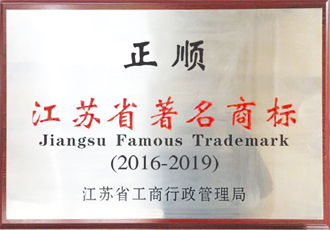 正顺
江苏省著名商标
Jiangsu Famous Trademark
(2016-2019)
江苏省工商行政管理局